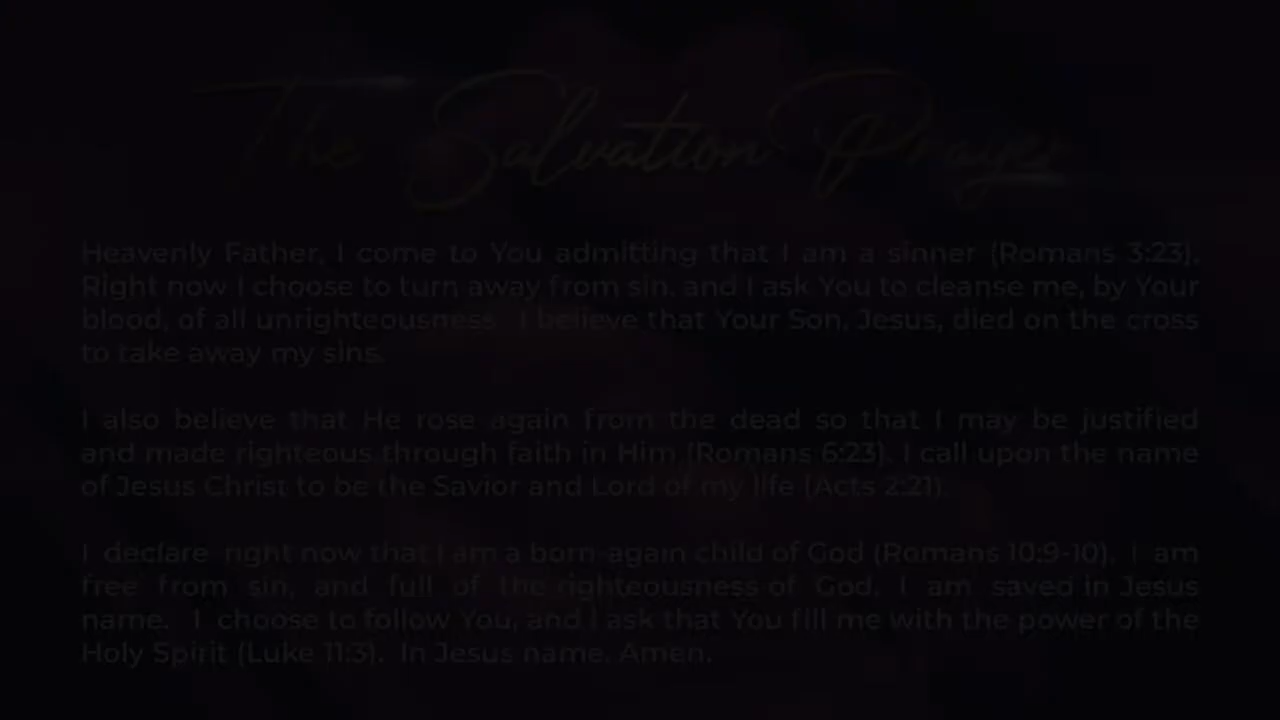 The Salvation Prayer
Heavenly Father, I come to You admitting that I am a sinner (Romans 3:23).
Right now I choose to turn away from sin, and I ask You to cleanse me, by Your
blood, of all unrighteousness. I believe that Your Son, Jesus, died on the cross
to take away my sins.
I also believe that He rose again from the dead so that I may be justified
and made righteous through faith in Him (Romans 6:23). I call upon the name
of Jesus Christ to be the Savior and Lord of my life (Acts 2:21).
I declare right now that I am a born-again child of God (Romans 10:9-10). I am
free from sin, and full of the righteousness of God. I am saved in Jesus
name. I choose to follow You, and I ask that You fill me with the power of the
Holy Spirit (Luke 11:3). In Jesus name. Amen.